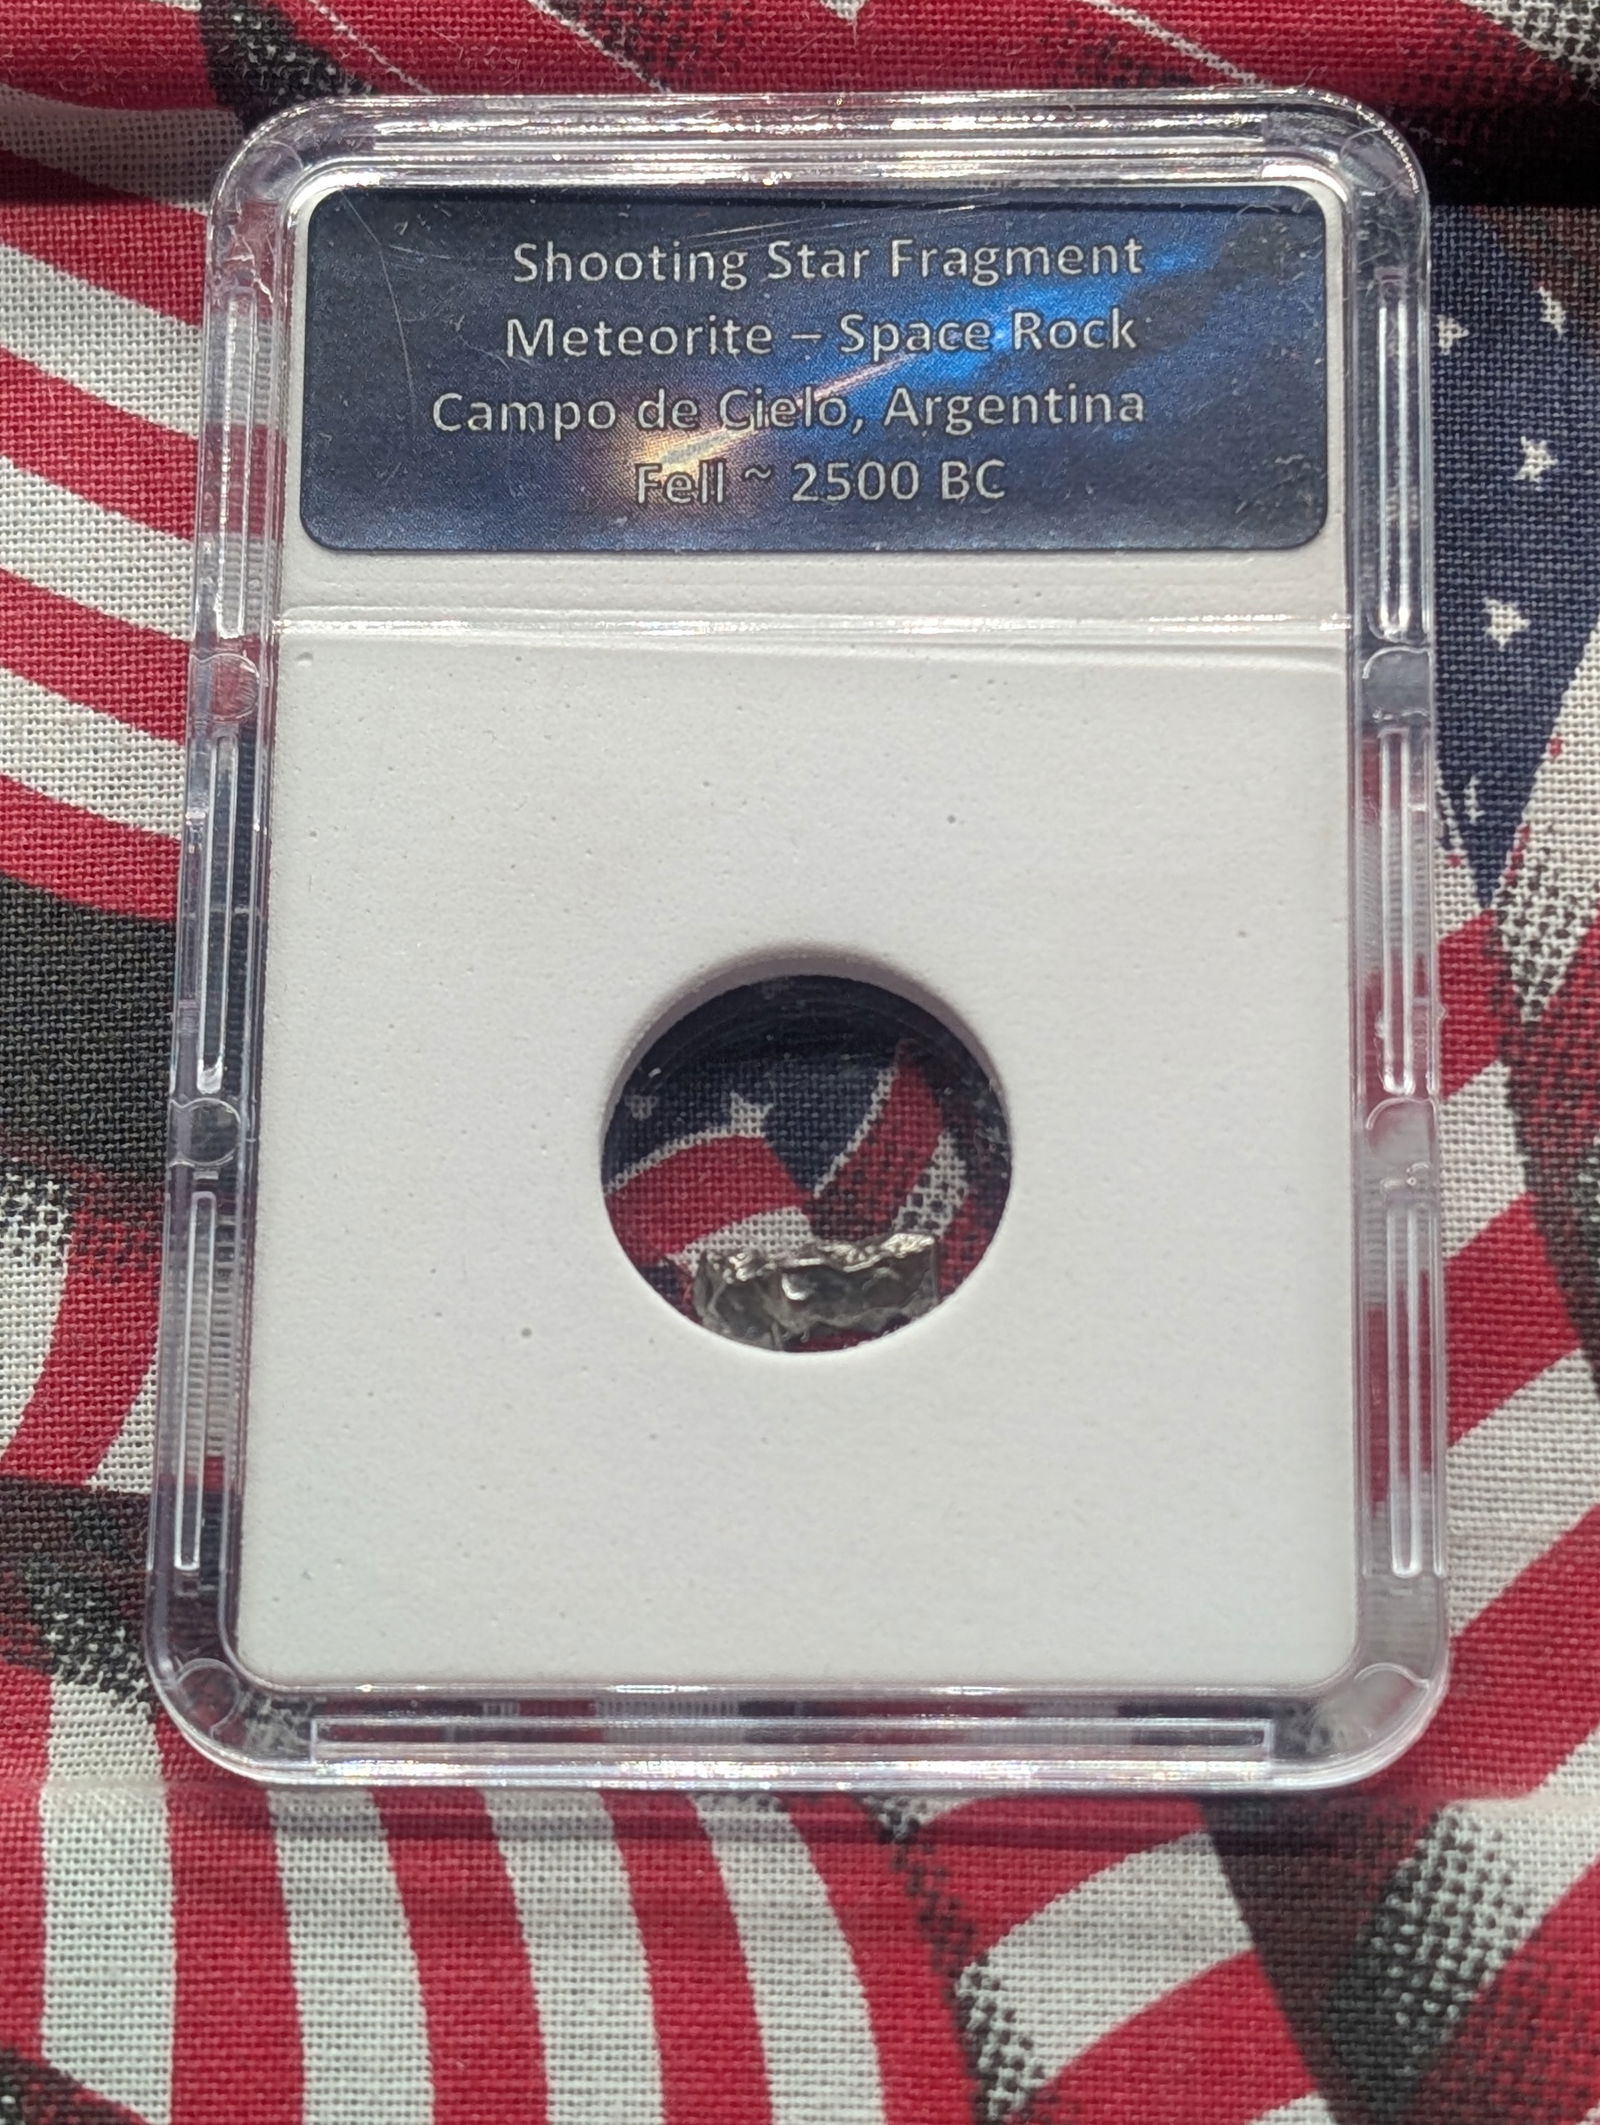 Shooting Star Fragment
Meteorite – Space Rock
Campo de Cielo, Argentina
Fell ~ 2500 BC